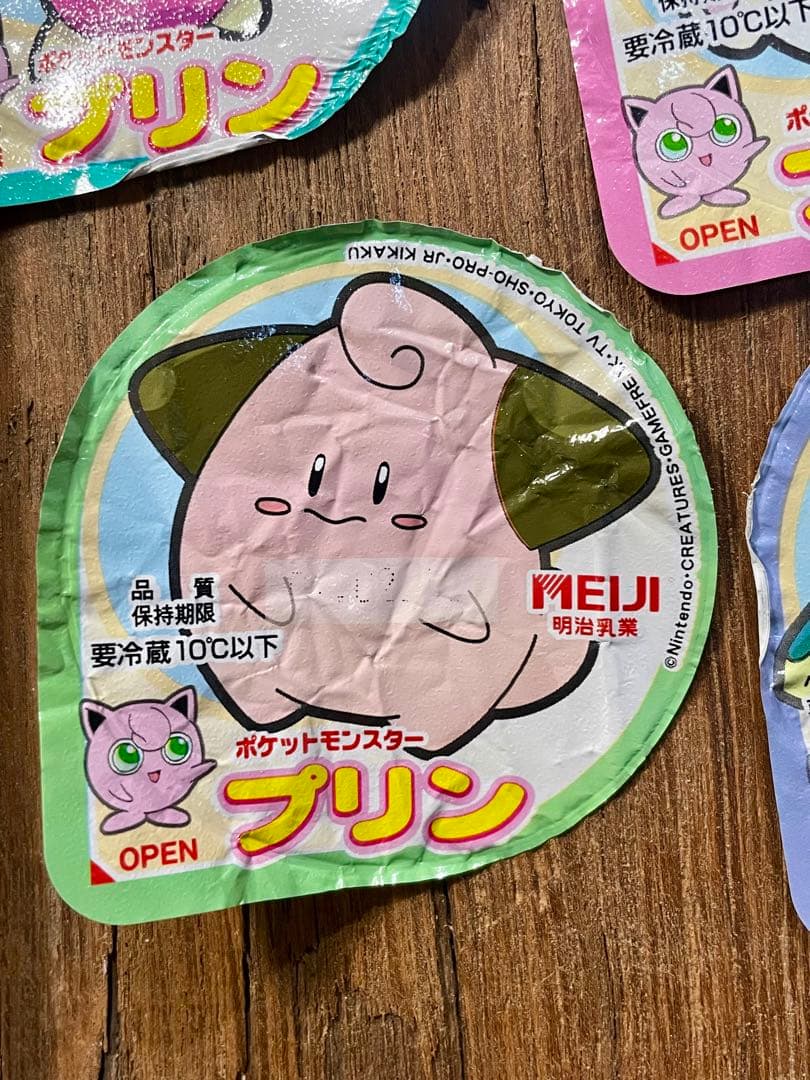 ポケットモンスター
プリン
要冷蔵10℃以下
OPEN
©Nintendo・CREATURES・GAMEFREAK・TV TOKYO・SHO-PRO・JR KIKAKU
品質
保持期限
要冷蔵10℃以下
MEIJI
明治乳業
ポケットモンスター
プリン
OPEN